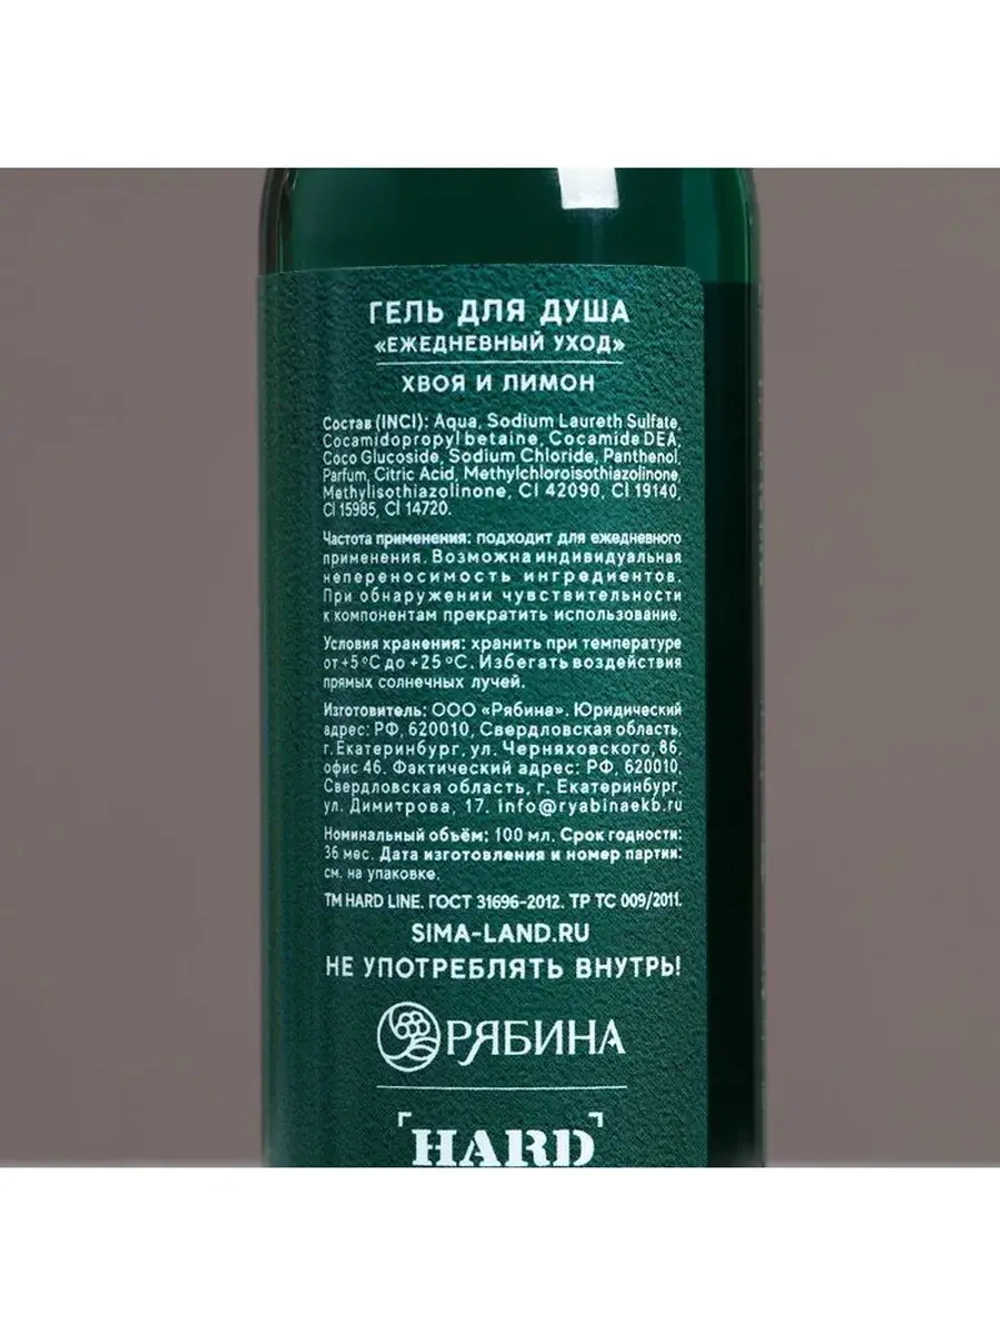 ГЕЛЬ ДЛЯ ДУША
«ЕЖЕДНЕВНЫЙ УХОД»
ХВОЯ И ЛИМОН
Состав (INCI): Aqua, Sodium Laureth Sulfate,
Cocamidopropyl betaine, Cocamide DEA,
Coco Glucoside, Sodium Chloride, Panthenol,
Parfum, Citric Acid, Methylchloroisothiazolinone,
Methylisothiazolinone, CI 42090, CI 19140,
CI 15985, CI 14720.
Частота применения: подходит для ежедневного
применения. Возможна индивидуальная
непереносимость ингредиентов.
При обнаружении чувствительности
к компонентам прекратить использование.
Условия хранения: хранить при температуре
от +5 °С до +25 °С. Избегать воздействия
прямых солнечных лучей.
Изготовитель: ООО «Рябина». Юридический
адрес: РФ, 620010, Свердловская область,
г. Екатеринбург, ул. Черняховского, 86,
офис 46. Фактический адрес: РФ, 620010,
Свердловская область, г. Екатеринбург,
ул. Димитрова, 17. info@ryabinaekb.ru
Номинальный объём: 100 мл. Срок годности:
36 мес. Дата изготовления и номер партии:
см. на упаковке.
ТМ HARD LINE. ГОСТ 31696-2012. ТР ТС 009/2011.
SIMA-LAND.RU
НЕ УПОТРЕБЛЯТЬ ВНУТРЬ!
РЯБИНА
HARD